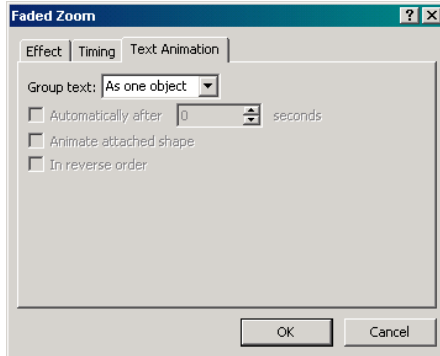 Faded Zoom
Effect Timing Text Animation
Group text: As one object
Automatically after 0 seconds
Animate attached shape
In reverse order
OK Cancel